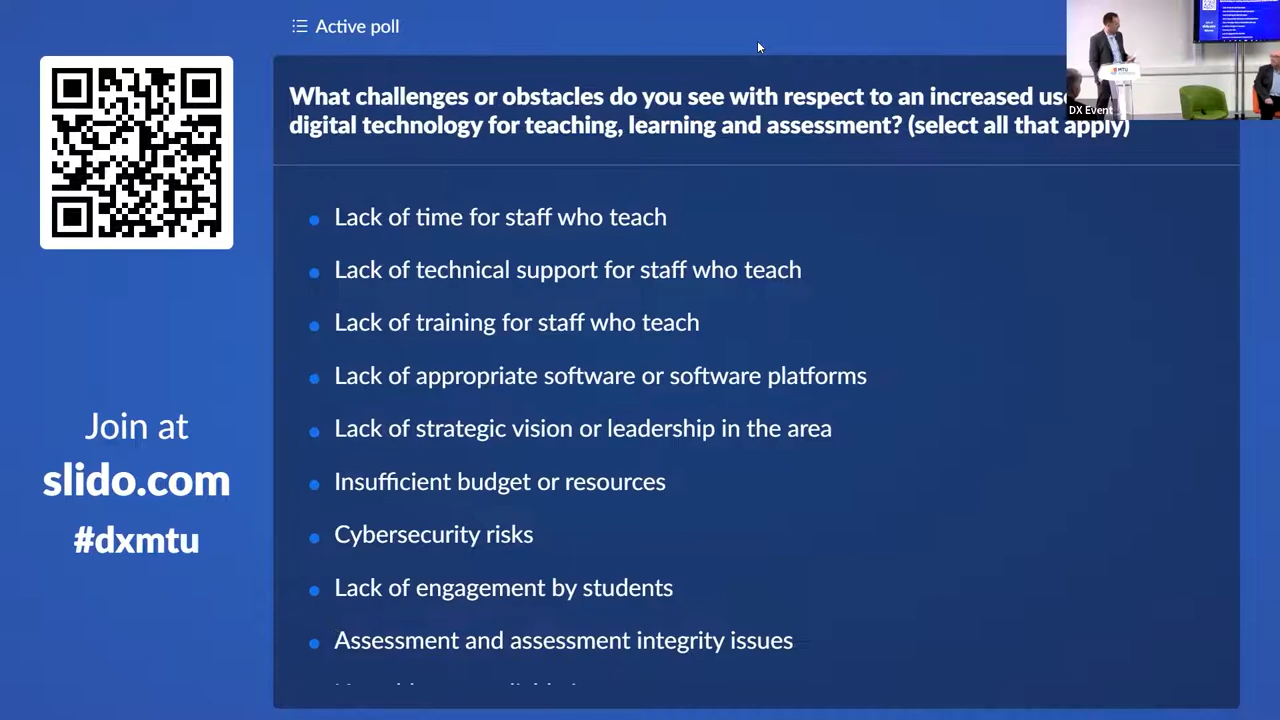 Active poll
What challenges or obstacles do you see with respect to an increased
digital technology for teaching, learning and assessment? (select all that apply)
Lack of time for staff who teach
Lack of technical support for staff who teach
Lack of training for staff who teach
Lack of appropriate software or software platforms
Lack of strategic vision or leadership in the area
Insufficient budget or resources
Cybersecurity risks
Lack of engagement by students
Assessment and assessment integrity issues
Join at
slido.com
#dxmtu
MTU
DX Event